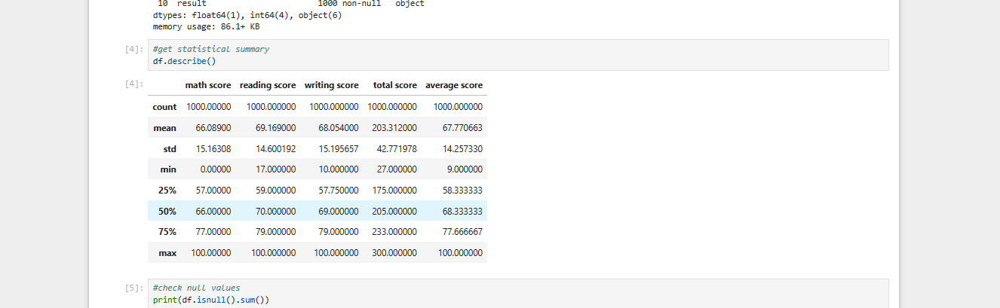 10 result 1000 non-null object
dtypes: float64(1), int64(4), object(6)
memory usage: 86.1+ KB
[4]: #get statistical summary
df.describe()
[4]: math score reading score writing score total score average score
count 1000.00000 1000.000000 1000.000000 1000.000000 1000.000000
mean 66.08900 69.169000 68.054000 203.312000 67.770663
std 15.16308 14.600192 15.195657 42.771978 14.257330
min 0.00000 17.000000 10.000000 27.000000 9.000000
25% 57.00000 59.000000 57.750000 175.000000 58.333333
50% 66.00000 70.000000 69.000000 205.000000 68.333333
75% 77.00000 79.000000 79.000000 233.000000 77.666667
max 100.00000 100.000000 100.000000 300.000000 100.000000
[5]: #check null values
print(df.isnull().sum())